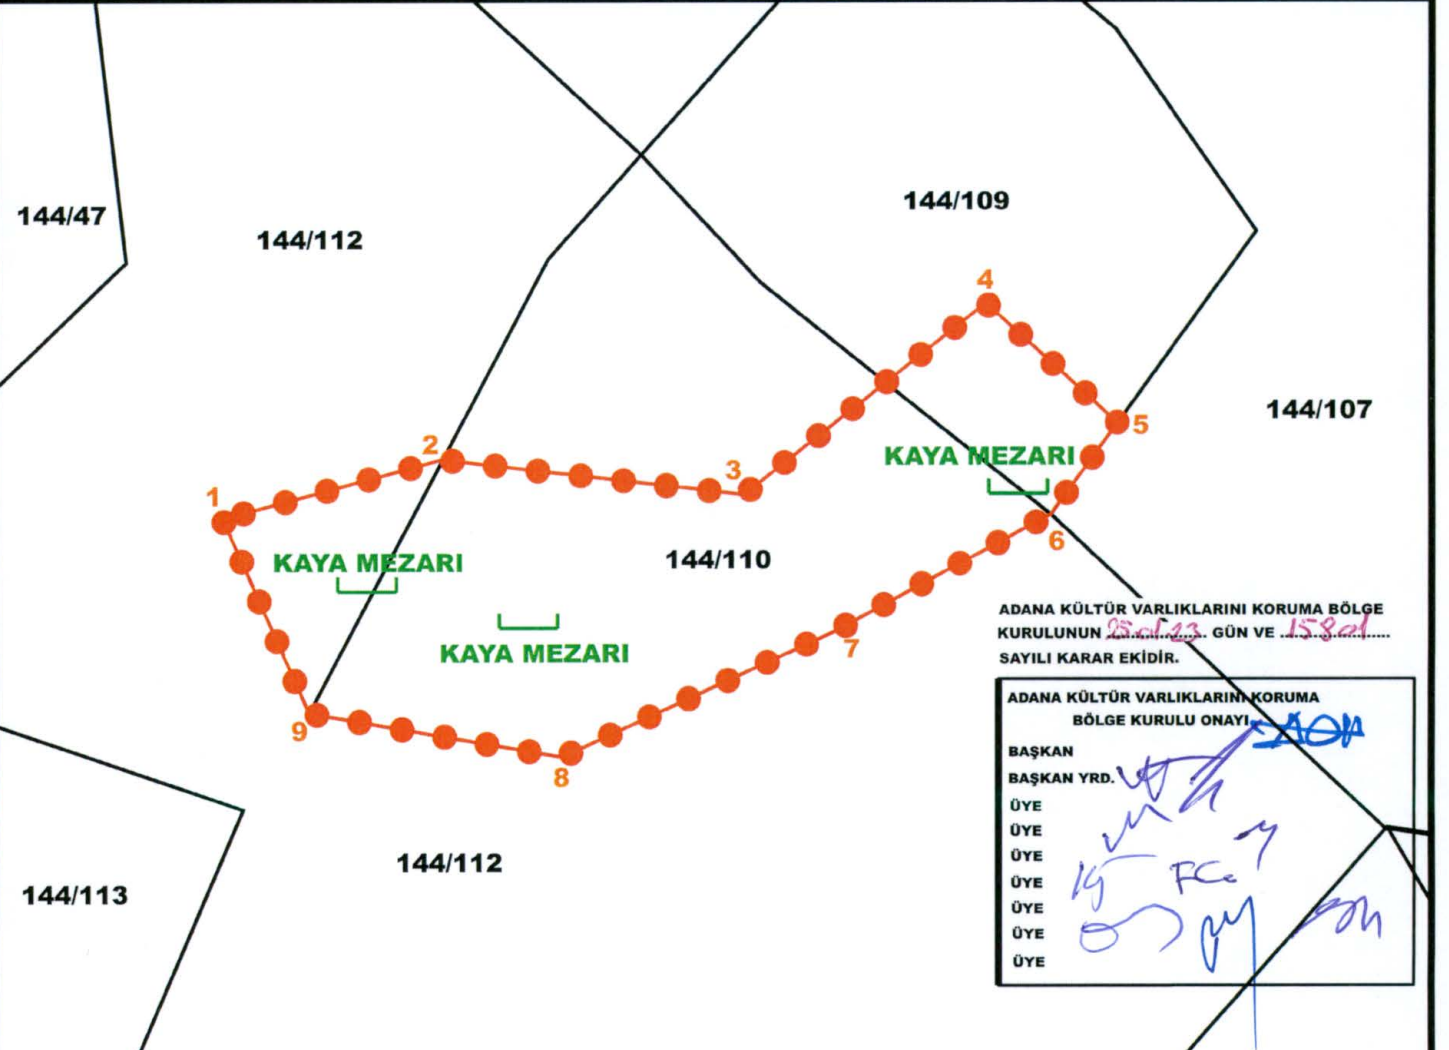 144/109
144/47
144/112
4
144/107
5
2
KAYA MEZARI
3
1
6
KAYA MEZARI
144/110
ADANA KÜLTÜR VARLIKLARINI KORUMA BÖLGE
KURULUNUN GÜN VE
SAYILI KARAR EKİDİR.
7
KAYA MEZARI
9
8
ADANA KÜLTÜR VARLIKLARINI KORUMA
BÖLGE KURULU ONAYI
BAŞKAN
BAŞKAN YRD.
ÜYE
ÜYE
ÜYE
ÜYE
ÜYE
ÜYE
ÜYE
144/112
144/113